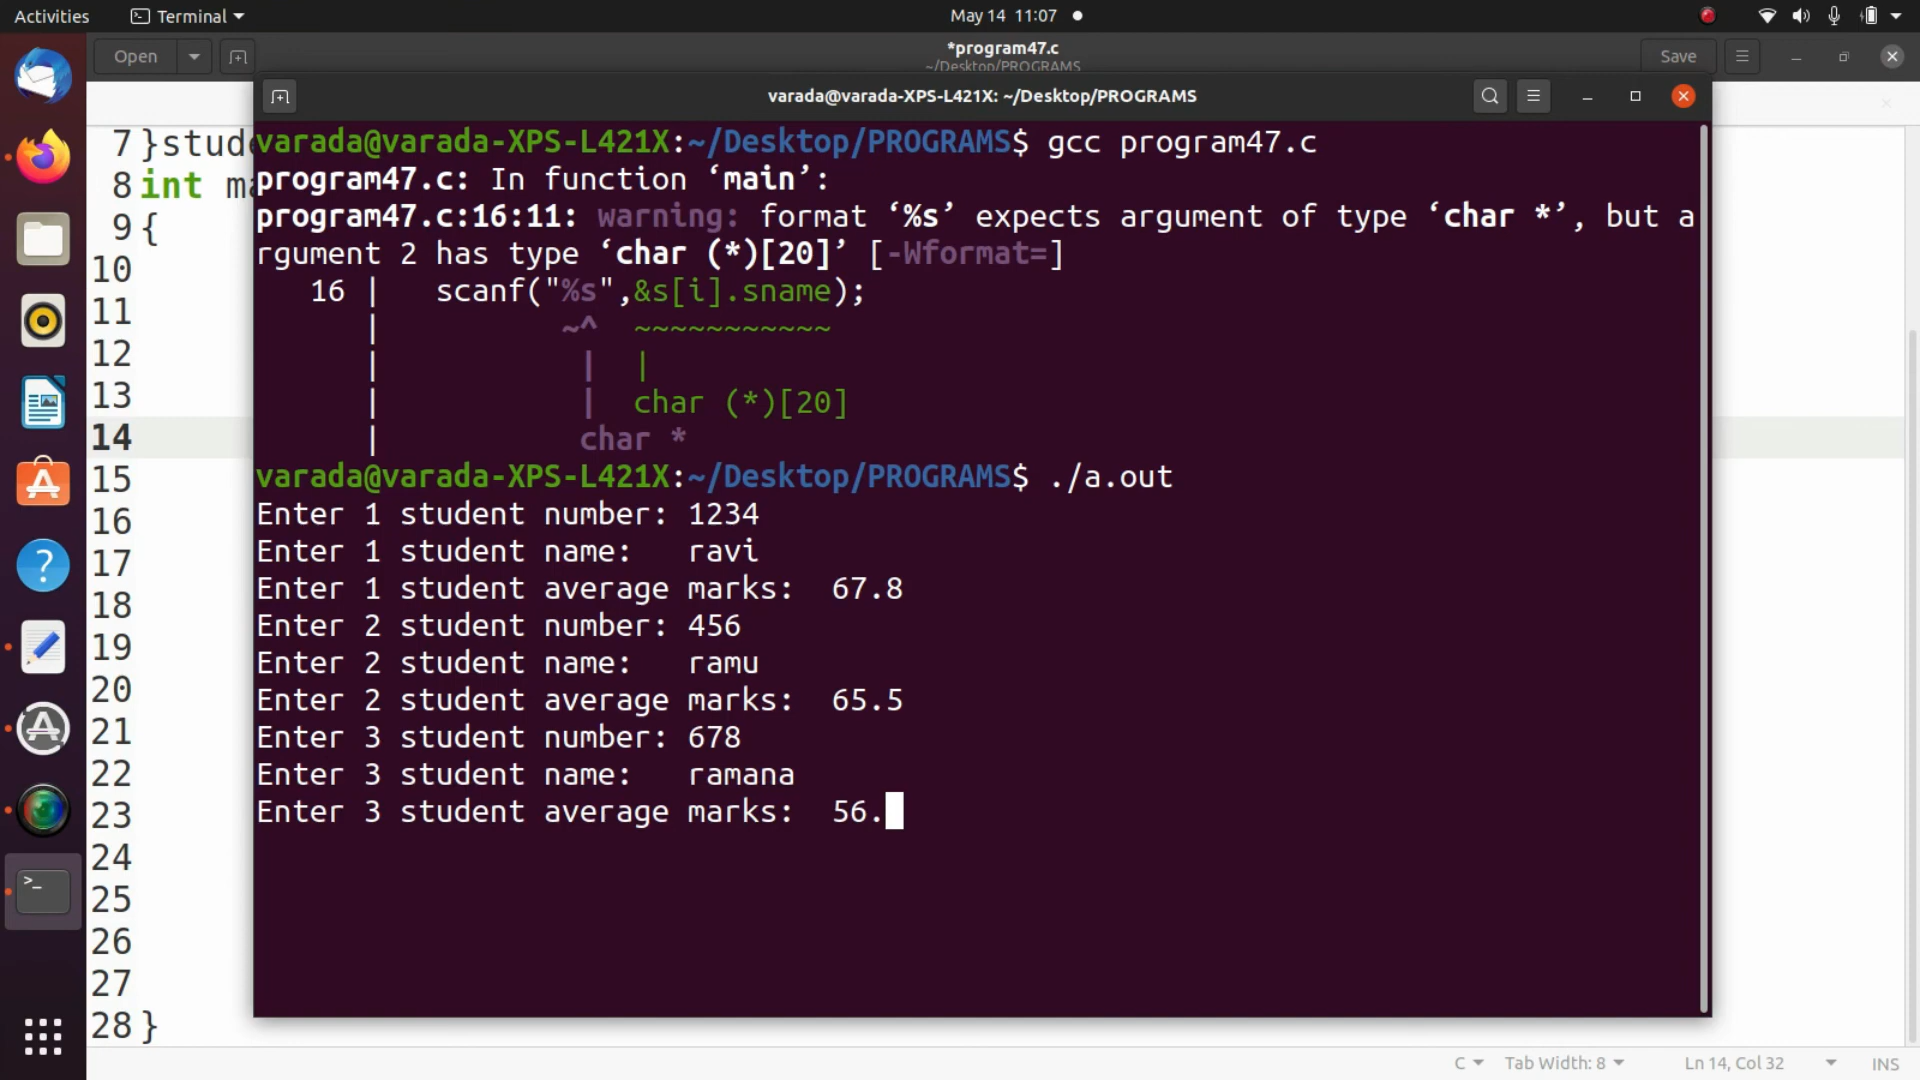 Activities Terminal May 14 11:07
Open *program47.c Save
~/Desktop/PROGRAMS
varada@varada-XPS-L421X: ~/Desktop/PROGRAMS
7 }stude
8 int ma
9 {
10
11
12
13
14
15
16
17
18
19
20
21
22
23
24
25
26
27
28 }
varada@varada-XPS-L421X:~/Desktop/PROGRAMS$ gcc program47.c
program47.c: In function ‘main’:
program47.c:16:11: warning: format ‘%s’ expects argument of type ‘char *’, but a
rgument 2 has type ‘char (*)[20]’ [-Wformat=]
16 | scanf("%s",&s[i].sname);
| ~^ ~~~~~~~~~~~
| | |
| | char (*)[20]
| char *
varada@varada-XPS-L421X:~/Desktop/PROGRAMS$ ./a.out
Enter 1 student number: 1234
Enter 1 student name: ravi
Enter 1 student average marks: 67.8
Enter 2 student number: 456
Enter 2 student name: ramu
Enter 2 student average marks: 65.5
Enter 3 student number: 678
Enter 3 student name: ramana
Enter 3 student average marks: 56.
C Tab Width: 8 Ln 14, Col 32 INS